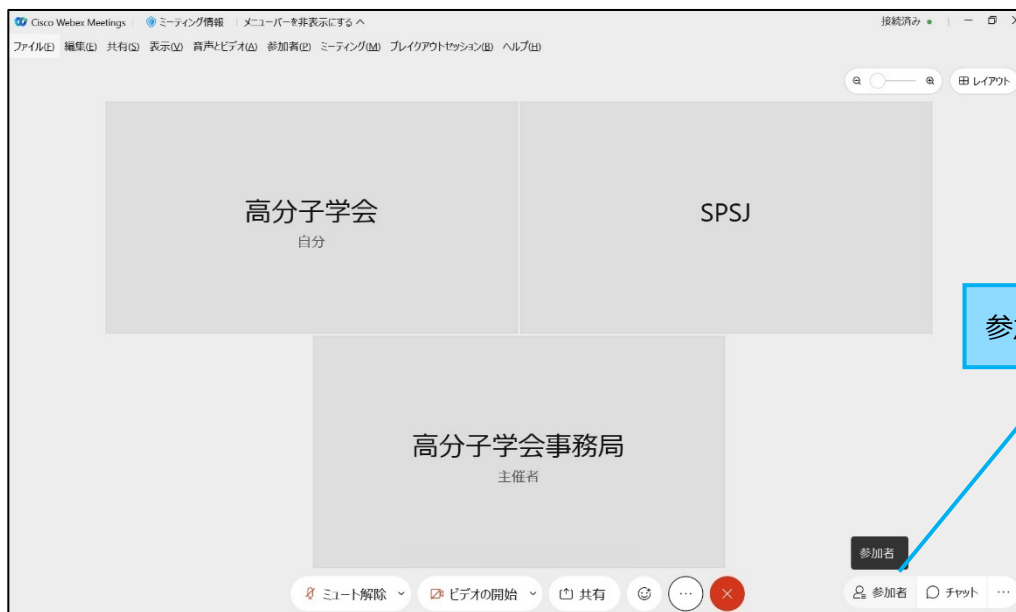 Cisco Webex Meetings ミーティング情報 メニューバーを非表示にする 接続済み
ファイル(F) 編集(E) 共有(S) 表示(V) 音声とビデオ(A) 参加者(P) ミーティング(M) ブレイクアウトセッション(B) ヘルプ(H)
レイアウト
高分子学会
自分
SPSJ
高分子学会事務局
主催者
参加者
ミュート解除 ビデオの開始 共有 参加者 チャット